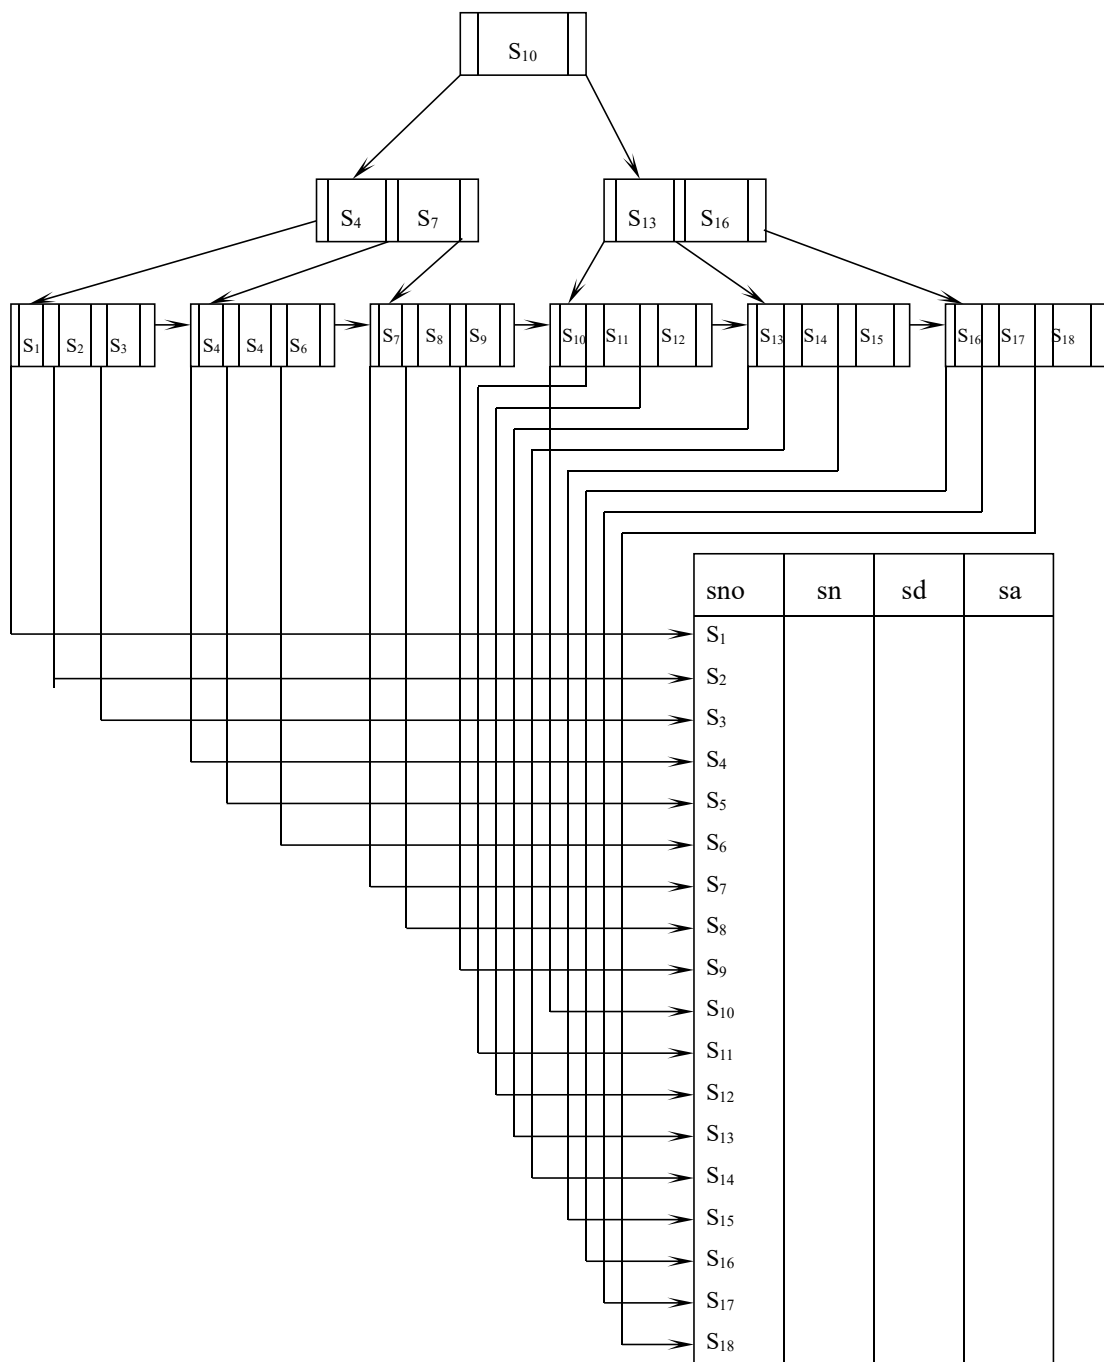 S₁₀
S₄ S₇ S₁₃ S₁₆
S₁ S₂ S₃ S₄ S₄ S₆ S₇ S₈ S₉ S₁₀ S₁₁ S₁₂ S₁₃ S₁₄ S₁₅ S₁₆ S₁₇ S₁₈
sno sn sd sa
S₁
S₂
S₃
S₄
S₅
S₆
S₇
S₈
S₉
S₁₀
S₁₁
S₁₂
S₁₃
S₁₄
S₁₅
S₁₆
S₁₇
S₁₈